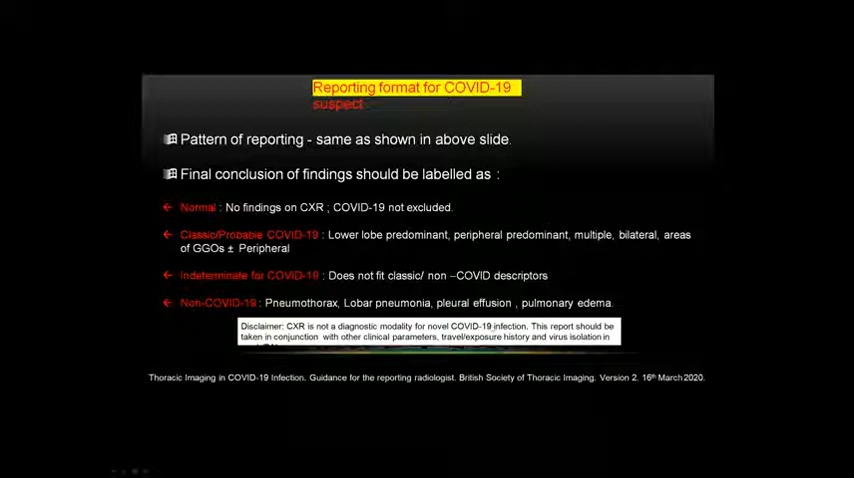 Reporting format for COVID-19
suspect
Pattern of reporting - same as shown in above slide.
Final conclusion of findings should be labelled as :
Normal : No findings on CXR ; COVID-19 not excluded.
Classic/Probable COVID-19 : Lower lobe predominant, peripheral predominant, multiple, bilateral, areas
of GGOs ± Peripheral
Indeterminate for COVID-19 : Does not fit classic/ non –COVID descriptors
Non-COVID-19 : Pneumothorax, Lobar pneumonia, pleural effusion , pulmonary edema.
Disclaimer: CXR is not a diagnostic modality for novel COVID-19 infection. This report should be
taken in conjunction with other clinical parameters, travel/exposure history and virus isolation in
Thoracic Imaging in COVID-19 Infection. Guidance for the reporting radiologist. British Society of Thoracic Imaging. Version 2. 16th March 2020.